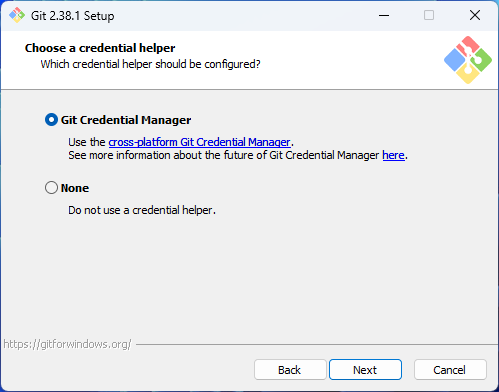 Git 2.38.1 Setup
Choose a credential helper
Which credential helper should be configured?
Git Credential Manager
Use the cross-platform Git Credential Manager.
See more information about the future of Git Credential Manager here.
None
Do not use a credential helper.
https://gitforwindows.org/
Back Next Cancel